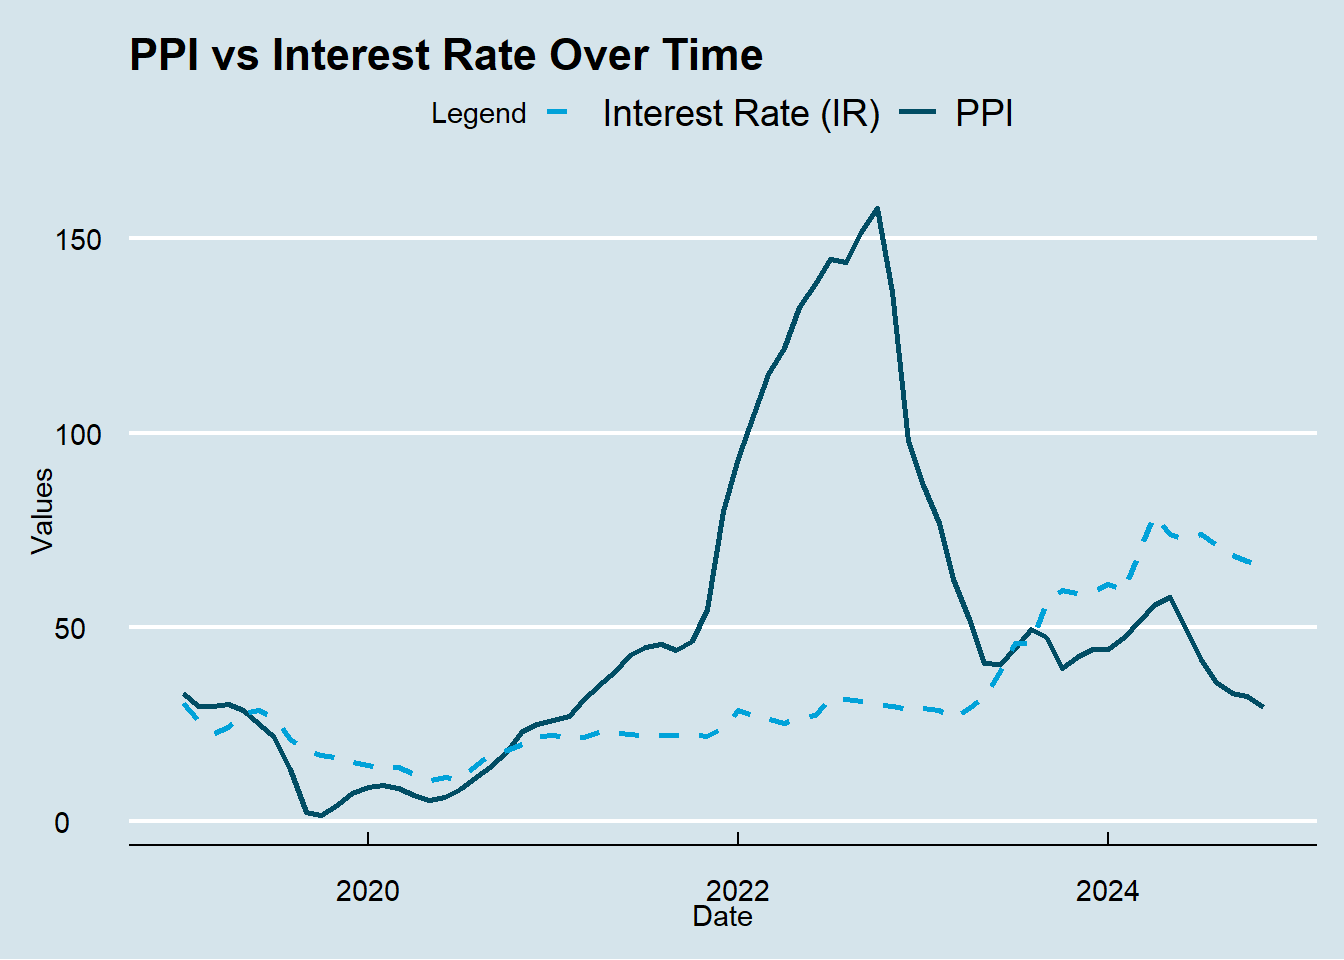 PPI vs Interest Rate Over Time
Legend Interest Rate (IR) PPI
150
100
50
0
Values
2020 2022 2024
Date